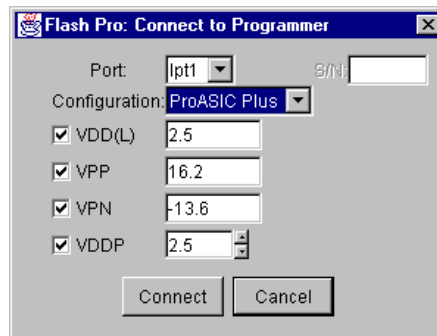 Flash Pro: Connect to Programmer
Port: lpt1 S/N:
Configuration: ProASIC Plus
VDD(L) 2.5
VPP 16.2
VPN -13.6
VDDP 2.5
Connect Cancel